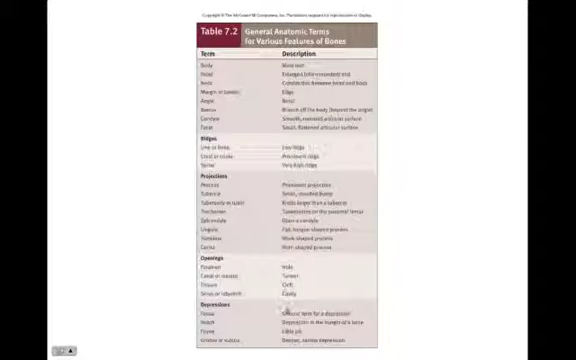 Copyright © The McGraw-Hill Companies, Inc. Permission required for reproduction or display.
Table 7.2 General Anatomic Terms
for Various Features of Bones
Term Description
Body Main part
Head Enlarged (often rounded) end
Neck Constriction between head and body
Margin or border Edge
Angle Bend
Ramus Branch off the body (beyond the angle)
Condyle Smooth, rounded articular surface
Facet Small, flattened articular surface
Ridges
Line or linea Low ridge
Crest or crista Prominent ridge
Spine Very high ridge
Projections
Process Prominent projection
Tubercle Small, rounded bump
Tuberosity or tuber Knob; larger than a tubercle
Trochanter Tuberosities on the proximal femur
Epicondyle Upon a condyle
Lingula Flat, tongue-shaped process
Hamulus Hook-shaped process
Cornu Horn-shaped process
Openings
Foramen Hole
Canal or meatus Tunnel
Fissure Cleft
Sinus or labyrinth Cavity
Depressions
Fossa General term for a depression
Notch Depression in the margin of a bone
Fovea Little pit
Groove or sulcus Deeper, narrow depression